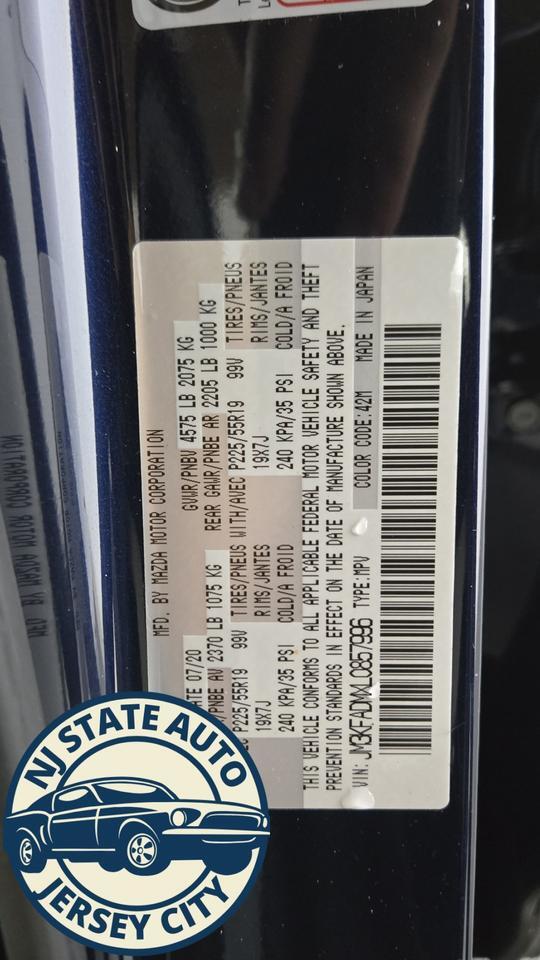 MFD. BY MAZDA MOTOR CORPORATION
ATE 07/20 GVWR/PNBV 4575 LB 2075 KG
/PNBE AV 2370 LB 1075 KG REAR GAWR/PNBE AR 2205 LB 1000 KG
TIRES/PNEUS WITH/AVEC P225/55R19 99V TIRES/PNEUS
P225/55R19 99V
19X7J RIMS/JANTES 19X7J RIMS/JANTES
240 KPA/35 PSI COLD/A FROID 240 KPA/35 PSI COLD/A FROID
THIS VEHICLE CONFORMS TO ALL APPLICABLE FEDERAL MOTOR VEHICLE SAFETY AND THEFT
PREVENTION STANDARDS IN EFFECT ON THE DATE OF MANUFACTURE SHOWN ABOVE.
VIN: JM3KFADMXL0867996 TYPE:MPV COLOR CODE:42M MADE IN JAPAN
NJ STATE AUTO
JERSEY CITY